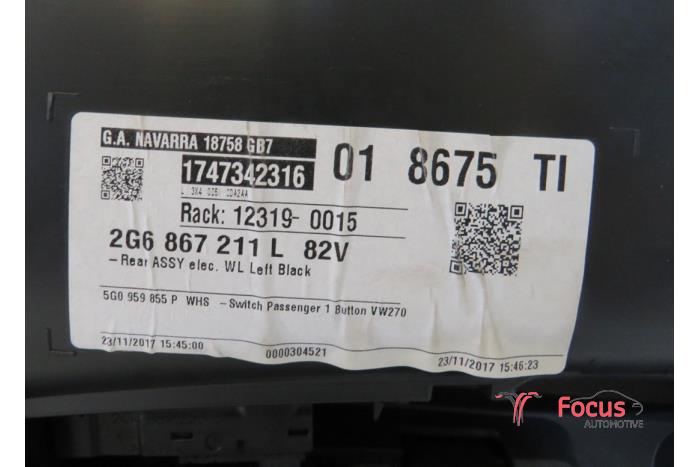 G.A. NAVARRA 18758 GB7
1747342316 01 8675 TI
Rack: 12319- 0015
2G6 867 211 L 82V
-Rear ASSY elec. WL Left Black
5G0 959 855 P WHS -Switch Passenger 1 Button VW270
23/11/2017 15:45:00 0000304521 23/11/2017 15:46:23
Focus
AUTOMOTIVE